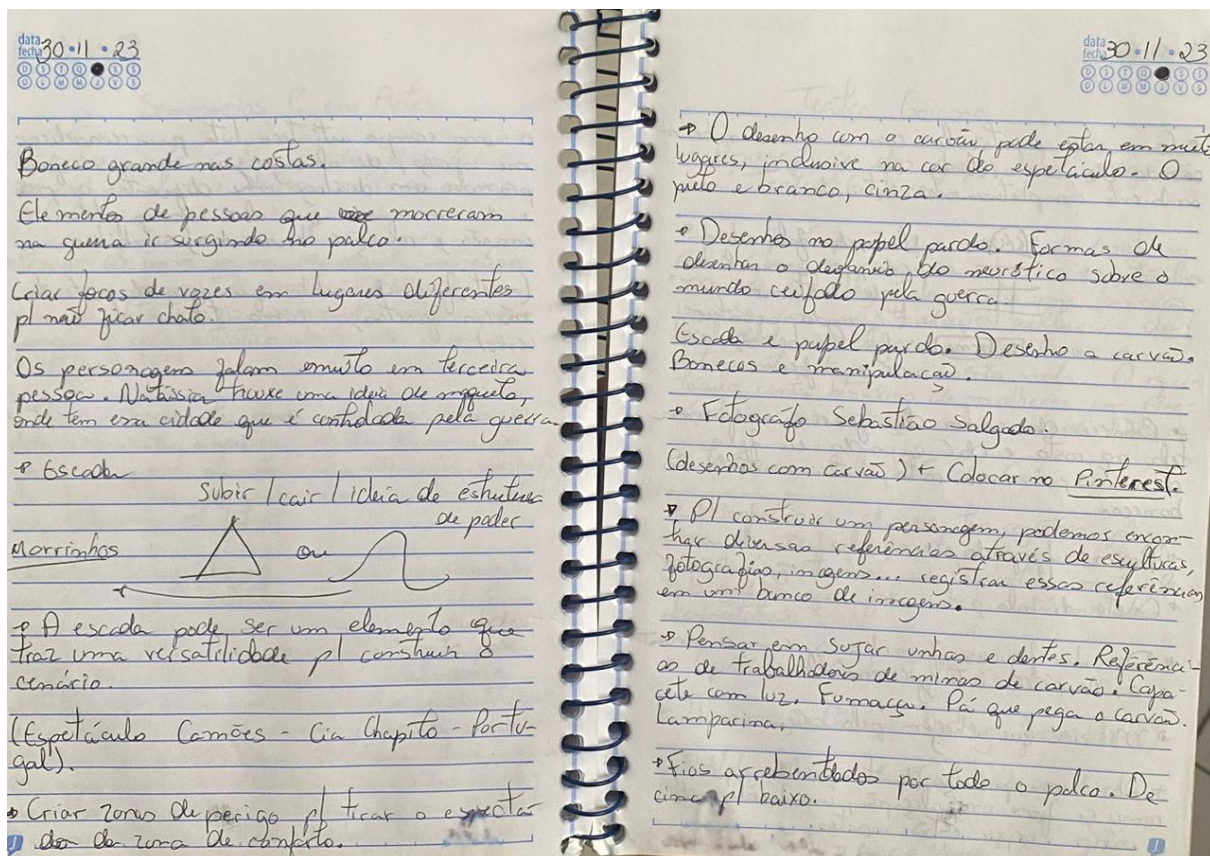 data
fecha 30 • 11 • 23
D S T Q Q S S
D L M M J V S
Boneco grande nas costas.
Elementos de pessoas que morreram
na guerra ir surgindo no palco.
Criar focos de vozes em lugares diferentes
p/ não ficar chato.
Os personagem falam muito em terceira
pessoa. Natássia trouxe uma ideia de maquete,
onde tem uma cidade que é controlada pela guerra.
→ Escada
Subir / cair / ideia de estrutura
de poder
Morrinhos ou
→ A escada pode ser um elemento que
traz uma versatilidade p/ construir o
cenário.
(Espetáculo Camões - Cia Chapitô - Portu-
gal).
→ Criar zonas de perigo p/ tirar o especta-
dor da zona de conforto.
data
fecha 30 • 11 • 23
D S T Q Q S S
D L M M J V S
→ O desenho com o carvão, pode estar em muitos
lugares, inclusive na cor do espetáculo. O
preto e branco, cinza.
→ Desenhos no papel pardo. Formas de
desenhar o do neurótico sobre o
mundo ceifado pela guerra.
Escada e papel pardo. Desenho a carvão.
Bonecos e manipulação.
→ Fotógrafo Sebastião Salgado.
(desenhos com carvão) + Colocar no Pinterest.
→ P/ construir um personagem, podemos encon-
trar diversas referências através de esculturas,
fotografias, imagens... registrar essas referências
em um banco de imagens.
→ Pensar em sujar unhas e dentes. Referênci-
as de trabalhadores de minas de carvão. Capa-
cete com luz. Fumaça. Pá que pega o carvão.
Lamparina.
→ Fios arrebentados por todo o palco. De
cima p/ baixo.